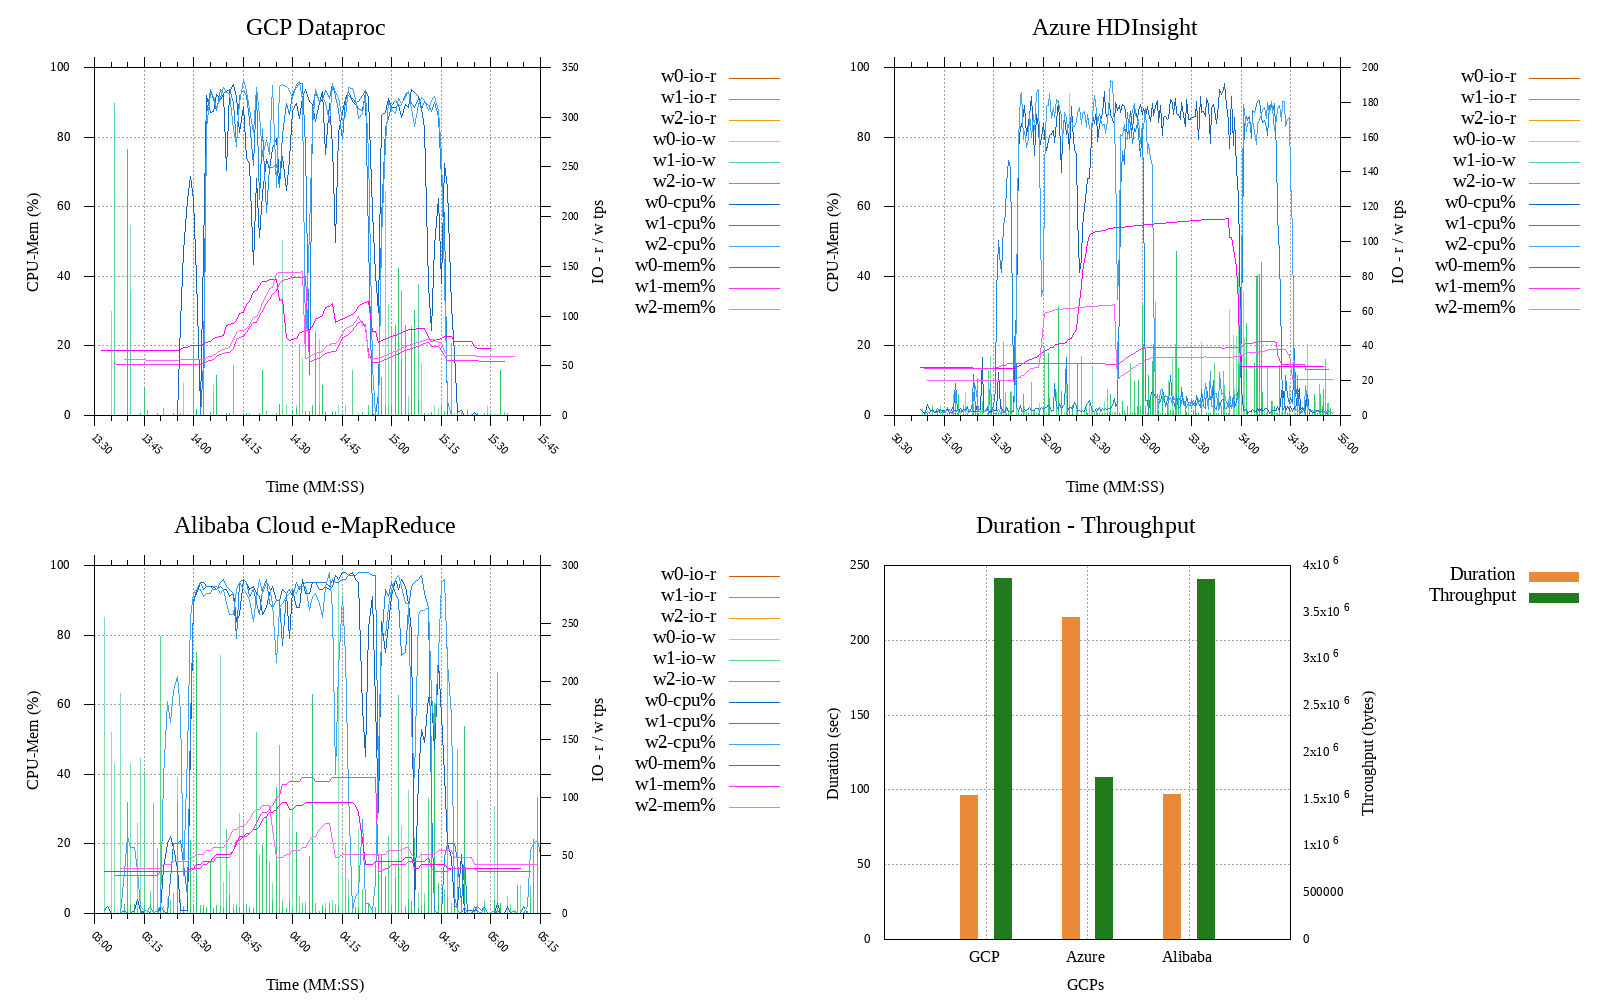 GCP Dataproc
100
80
60
40
20
0
CPU-Mem (%)
350
300
250
200
150
100
50
0
IO - r / w tps
13:30
13:45
14:00
14:15
14:30
14:45
15:00
15:15
15:30
15:45
Time (MM:SS)
w0-io-r
w1-io-r
w2-io-r
w0-io-w
w1-io-w
w2-io-w
w0-cpu%
w1-cpu%
w2-cpu%
w0-mem%
w1-mem%
w2-mem%
Azure HDInsight
100
80
60
40
20
0
CPU-Mem (%)
200
180
160
140
120
100
80
60
40
20
0
IO - r / w tps
50:30
51:00
51:30
52:00
52:30
53:00
53:30
54:00
54:30
55:00
Time (MM:SS)
w0-io-r
w1-io-r
w2-io-r
w0-io-w
w1-io-w
w2-io-w
w0-cpu%
w1-cpu%
w2-cpu%
w0-mem%
w1-mem%
w2-mem%
Alibaba Cloud e-MapReduce
100
80
60
40
20
0
CPU-Mem (%)
300
250
200
150
100
50
0
IO - r / w tps
03:00
03:15
03:30
03:45
04:00
04:15
04:30
04:45
05:00
05:15
Time (MM:SS)
w0-io-r
w1-io-r
w2-io-r
w0-io-w
w1-io-w
w2-io-w
w0-cpu%
w1-cpu%
w2-cpu%
w0-mem%
w1-mem%
w2-mem%
Duration - Throughput
250
200
150
100
50
0
Duration (sec)
4x10 6
3.5x10 6
3x10 6
2.5x10 6
2x10 6
1.5x10 6
1x10 6
500000
0
Throughput (bytes)
GCP
Azure
Alibaba
GCPs
Duration
Throughput